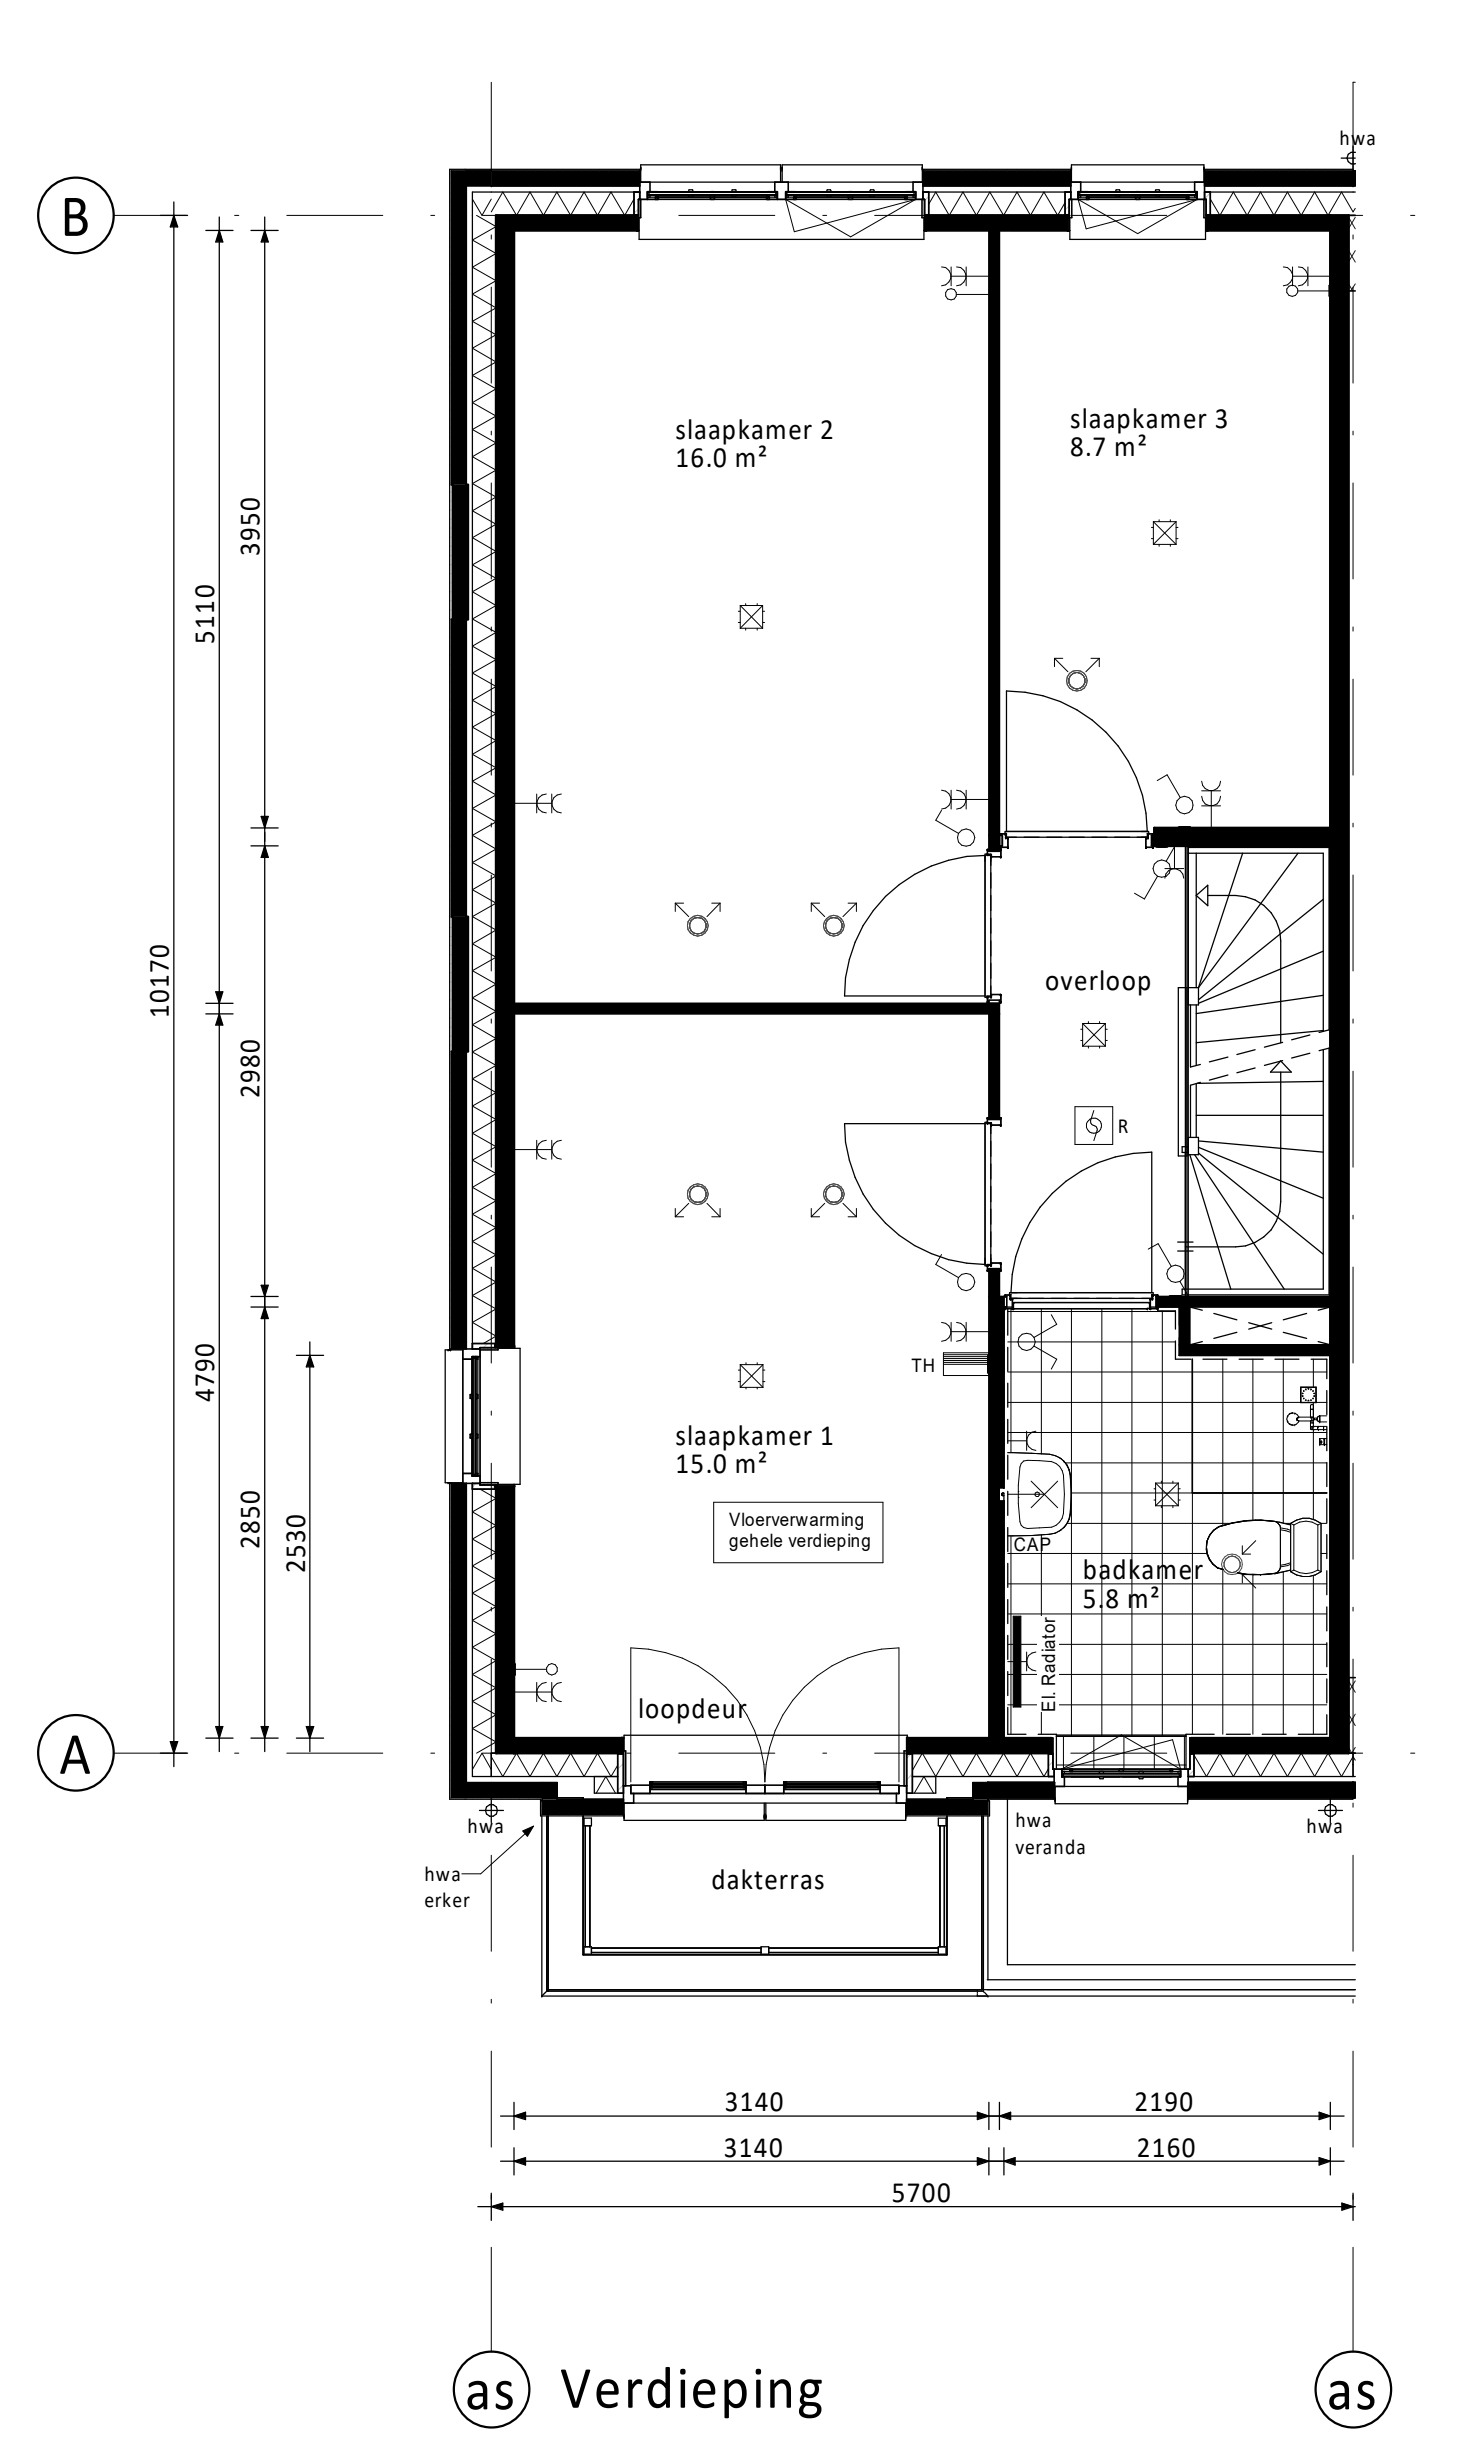 hwa
B
slaapkamer 2
16.0 m²
slaapkamer 3
8.7 m²
3950
5110
10170
2980
overloop
R
4790
TH
slaapkamer 1
15.0 m²
2850
2530
Vloerverwarming
gehele verdieping
CAP
badkamer
5.8 m²
El. Radiator
loopdeur
A
hwa
hwa
veranda
hwa
hwa
erker
dakterras
3140
2190
3140
2160
5700
as
Verdieping
as